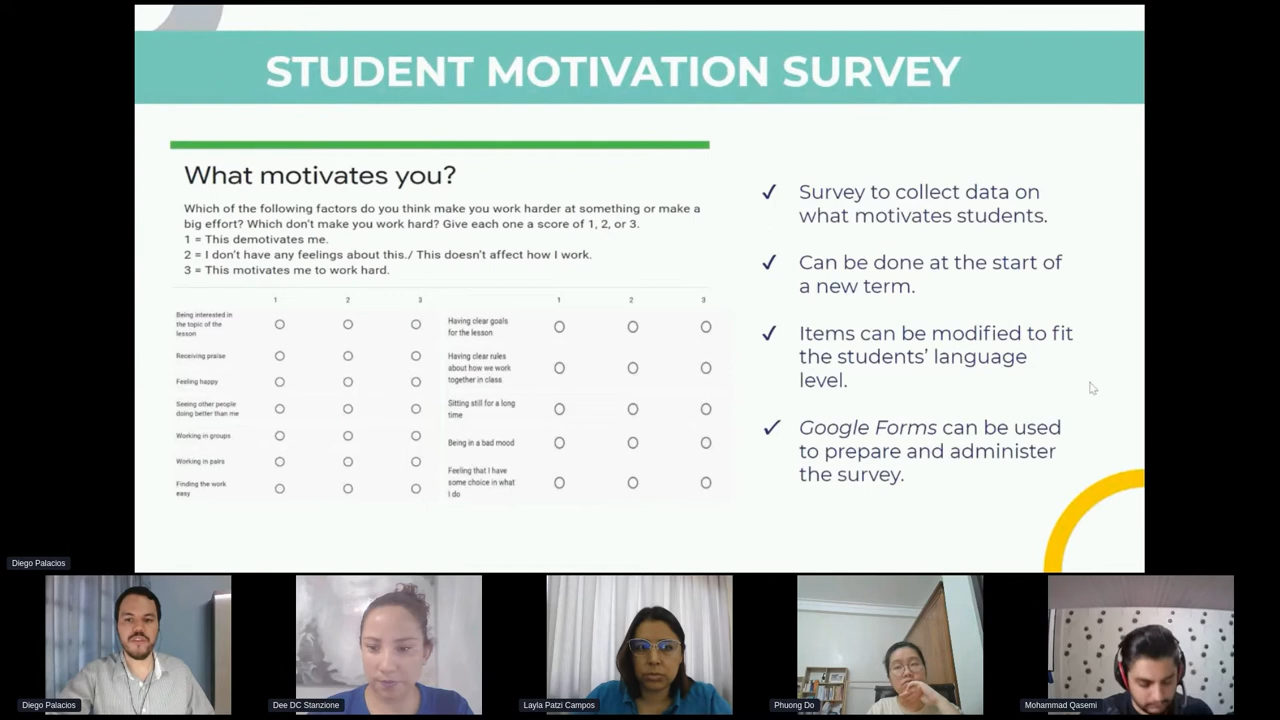 STUDENT MOTIVATION SURVEY
What motivates you?
Which of the following factors do you think make you work harder at something or make a
big effort? Which don't make you work hard? Give each one a score of 1, 2, or 3.
1 = This demotivates me.
2 = I don't have any feelings about this./ This doesn't affect how I work.
3 = This motivates me to work hard.
1 2 3
Being interested in
the topic of the
lesson
Receiving praise
Feeling happy
Seeing other people
doing better than me
Working in groups
Working in pairs
Finding the work
easy
1 2 3
Having clear goals
for the lesson
Having clear rules
about how we work
together in class
Sitting still for a long
time
Being in a bad mood
Feeling that I have
some choice in what
I do
✓ Survey to collect data on
what motivates students.
✓ Can be done at the start of
a new term.
✓ Items can be modified to fit
the students' language
level.
✓ Google Forms can be used
to prepare and administer
the survey.
Diego Palacios
Diego Palacios
Dee DC Stanzione
Layla Patzi Campos
Phuong Do
Mohammad Qasemi